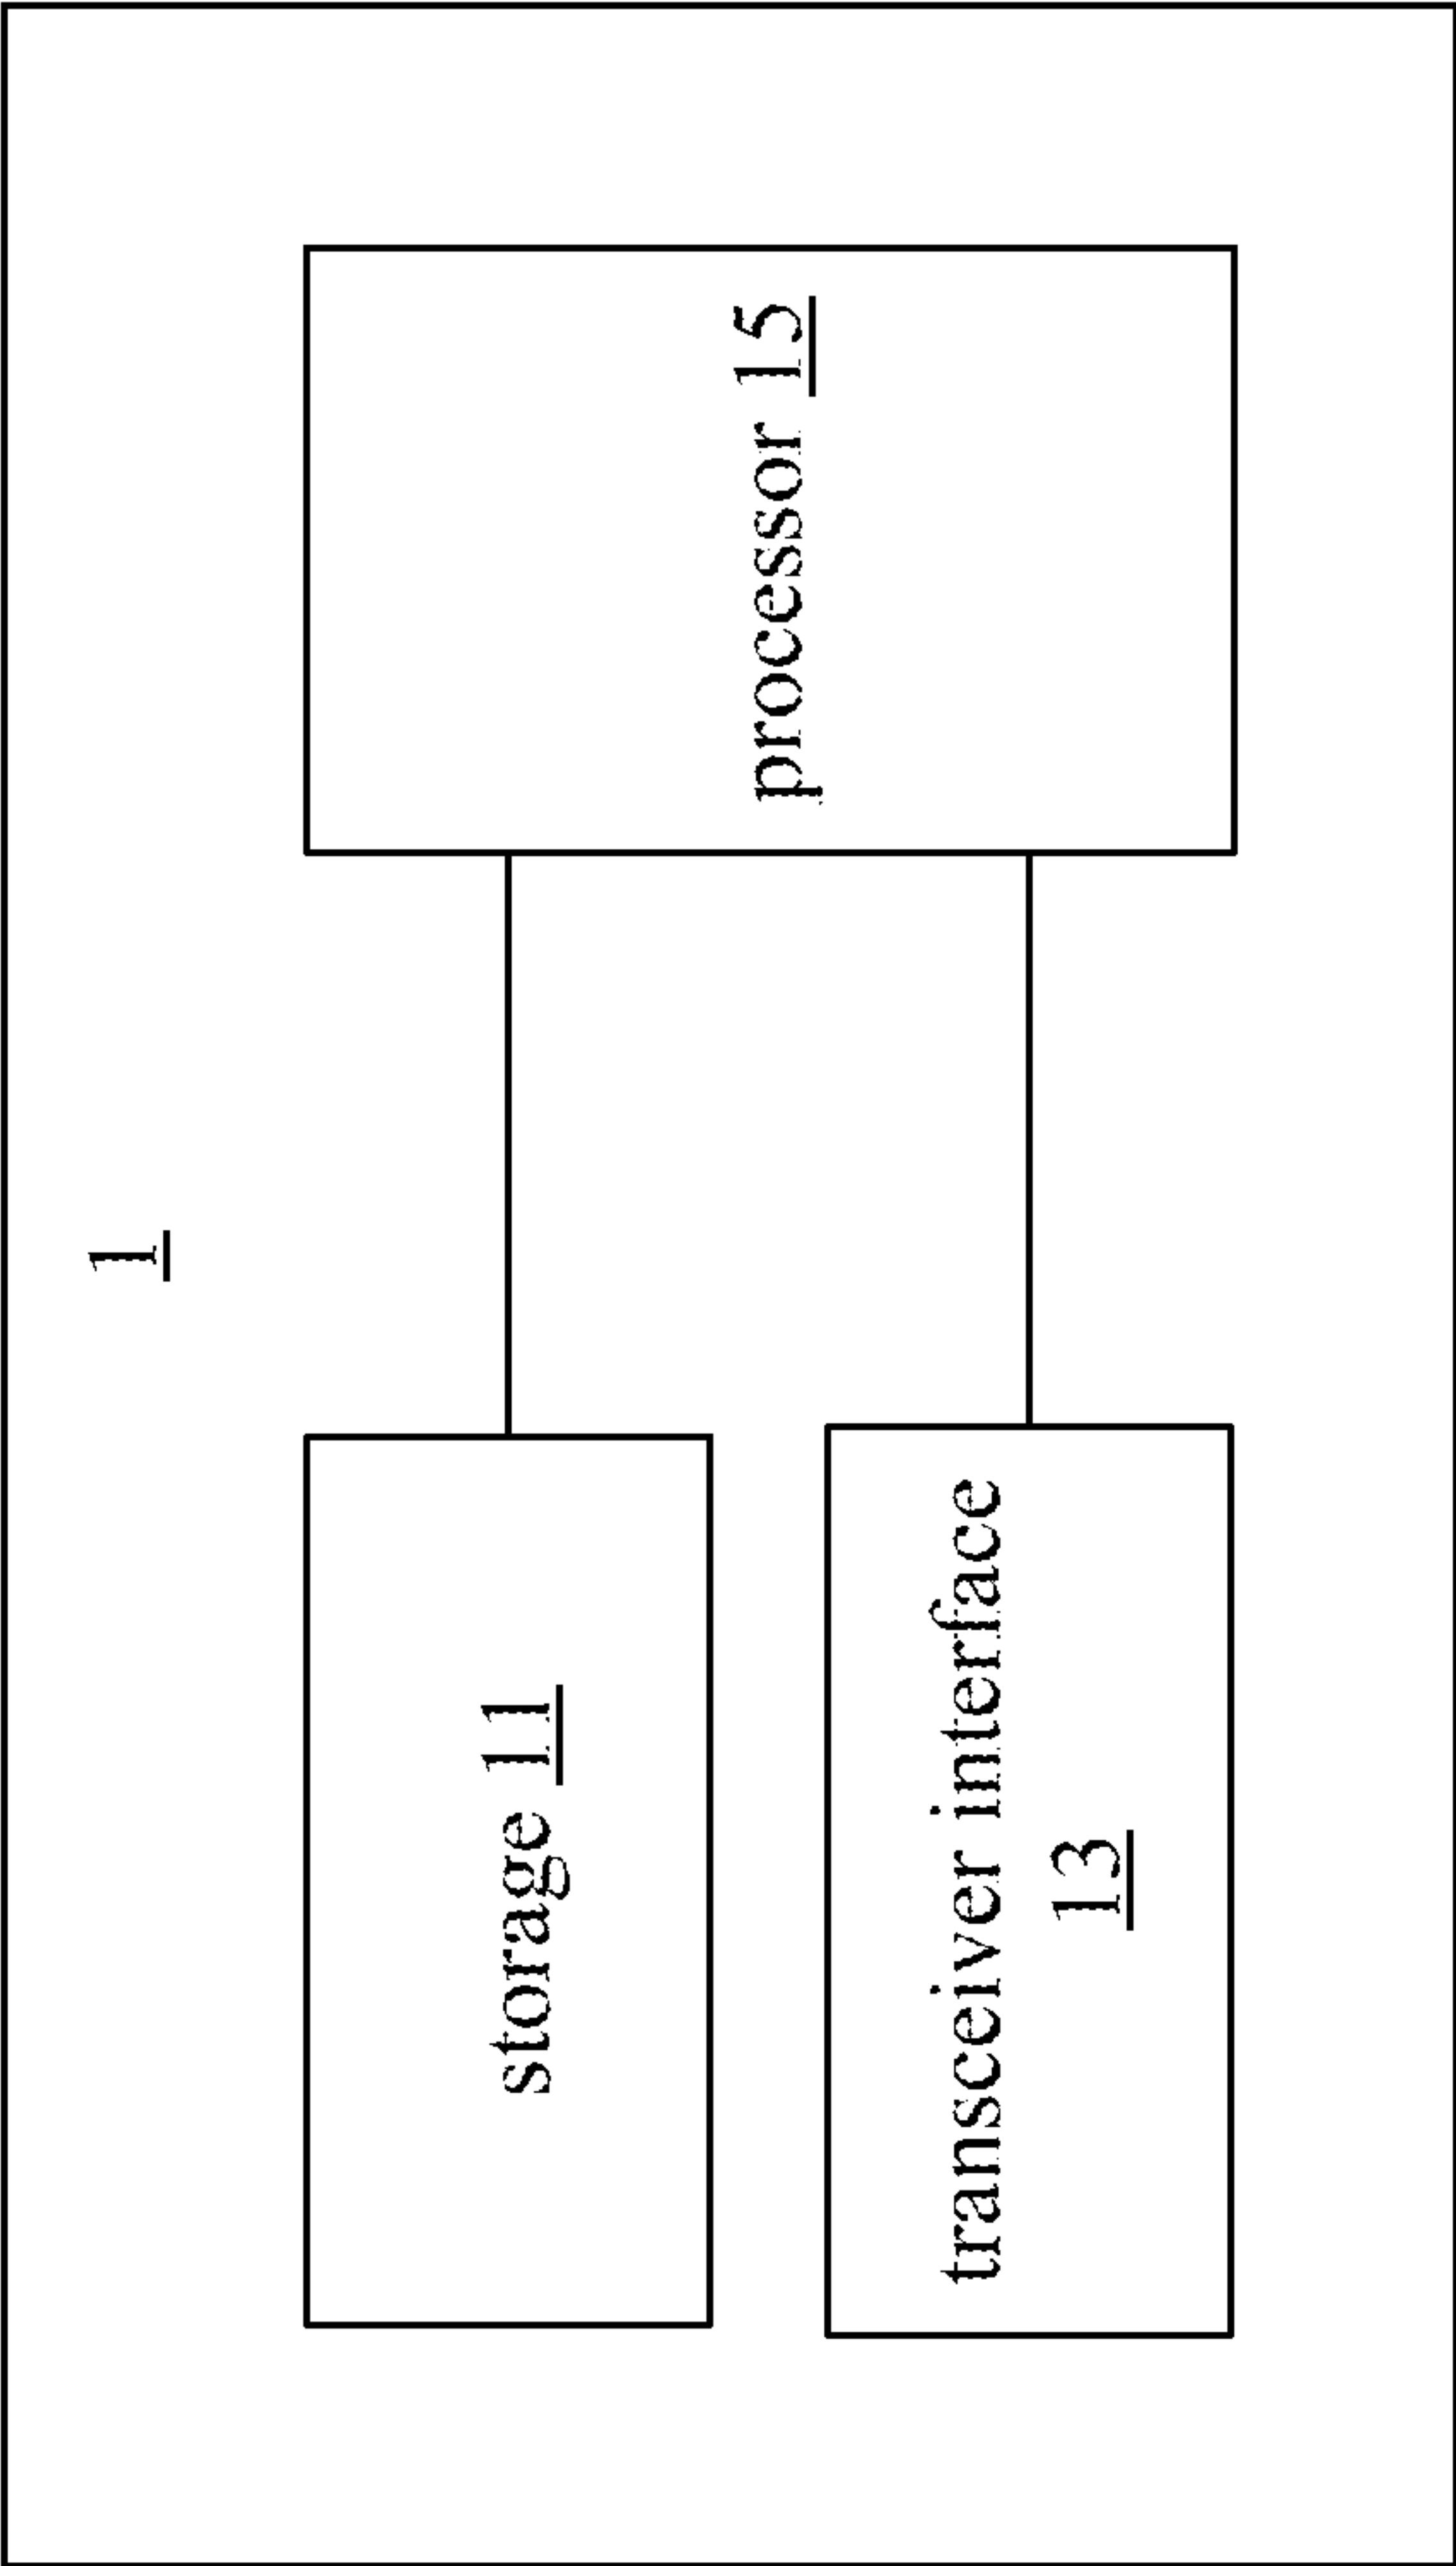 1
storage 11
transceiver interface
13
processor 15